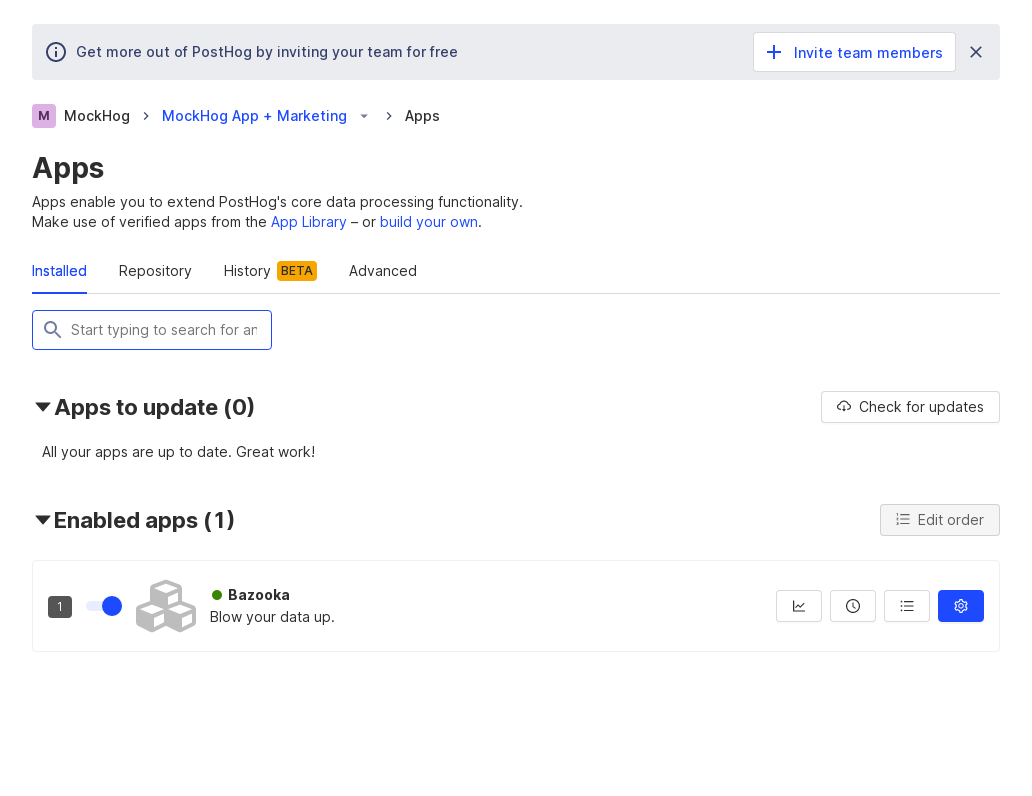 Get more out of PostHog by inviting your team for free
Invite team members
M MockHog MockHog App + Marketing Apps
Apps
Apps enable you to extend PostHog's core data processing functionality.
Make use of verified apps from the App Library – or build your own.
Installed Repository History BETA Advanced
Start typing to search for an
Apps to update (0)
Check for updates
All your apps are up to date. Great work!
Enabled apps (1)
Edit order
1
Bazooka
Blow your data up.